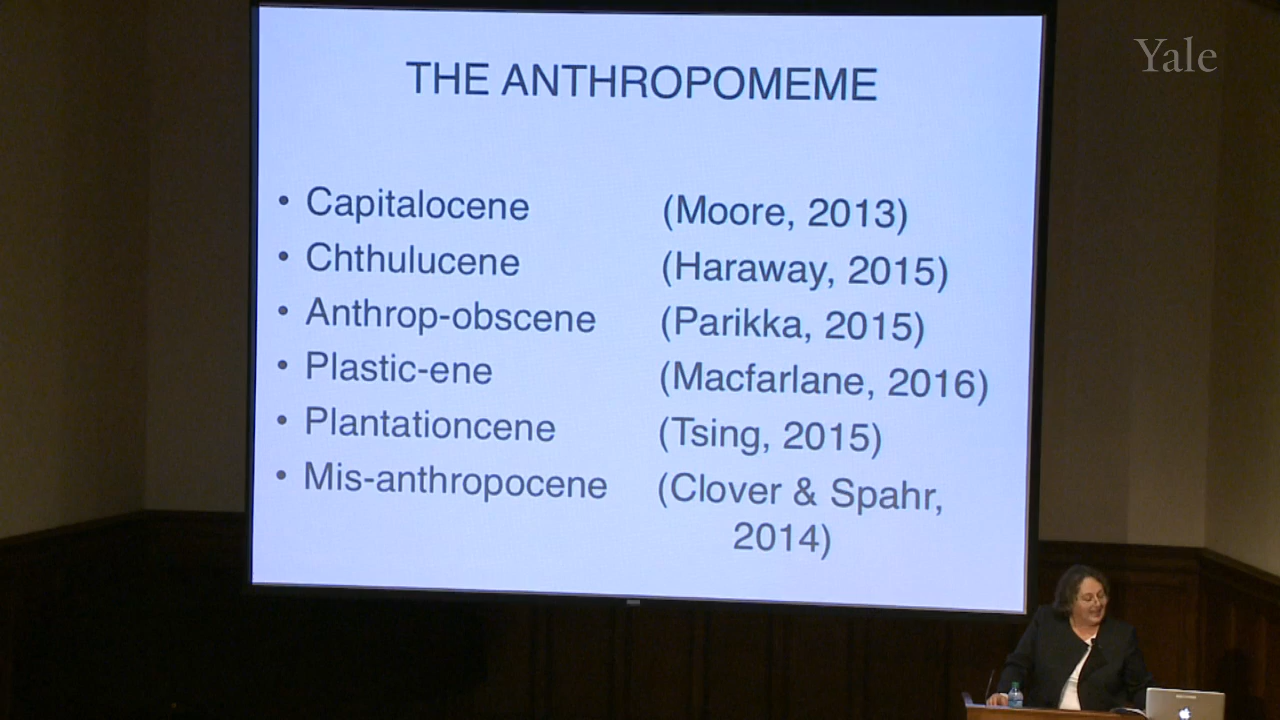 Yale
THE ANTHROPOMEME
• Capitalocene (Moore, 2013)
• Chthulucene (Haraway, 2015)
• Anthrop-obscene (Parikka, 2015)
• Plastic-ene (Macfarlane, 2016)
• Plantationcene (Tsing, 2015)
• Mis-anthropocene (Clover & Spahr,
2014)